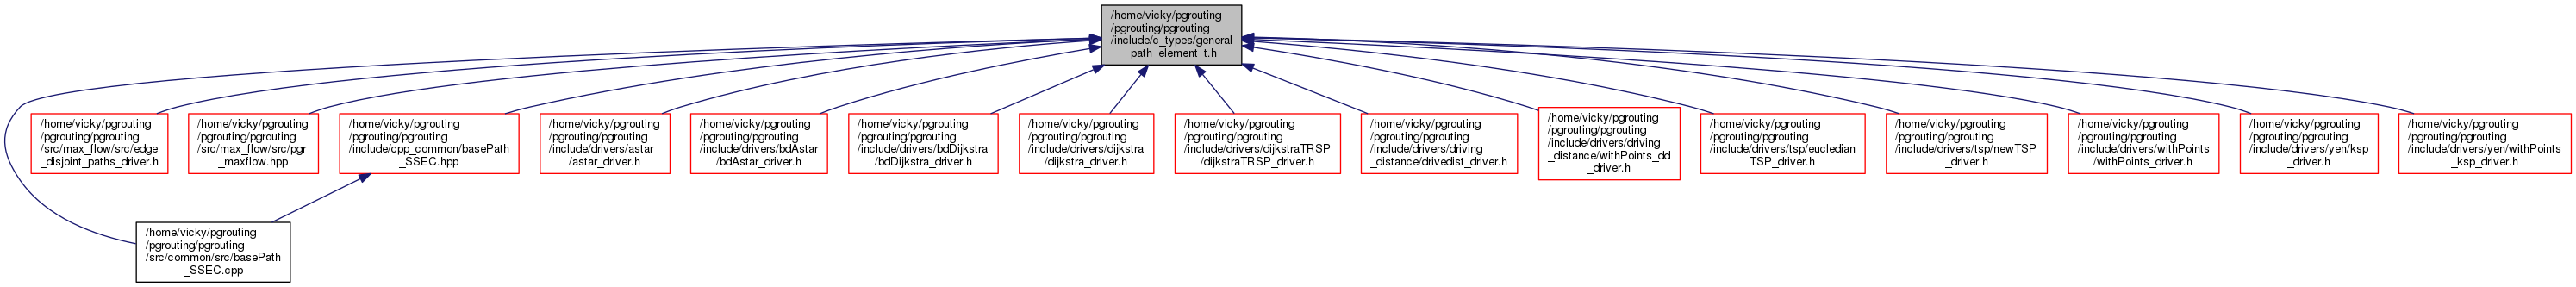 /home/vicky/pgrouting
/pgrouting/pgrouting
/include/c_types/general
_path_element_t.h
/home/vicky/pgrouting
/pgrouting/pgrouting
/src/max_flow/src/edge
_disjoint_paths_driver.h
/home/vicky/pgrouting
/pgrouting/pgrouting
/src/max_flow/src/pgr
_maxflow.hpp
/home/vicky/pgrouting
/pgrouting/pgrouting
/include/cpp_common/basePath
_SSEC.hpp
/home/vicky/pgrouting
/pgrouting/pgrouting
/include/drivers/astar
/astar_driver.h
/home/vicky/pgrouting
/pgrouting/pgrouting
/include/drivers/bdAstar
/bdAstar_driver.h
/home/vicky/pgrouting
/pgrouting/pgrouting
/include/drivers/bdDijkstra
/bdDijkstra_driver.h
/home/vicky/pgrouting
/pgrouting/pgrouting
/include/drivers/dijkstra
/dijkstra_driver.h
/home/vicky/pgrouting
/pgrouting/pgrouting
/include/drivers/dijkstraTRSP
/dijkstraTRSP_driver.h
/home/vicky/pgrouting
/pgrouting/pgrouting
/include/drivers/driving
_distance/drivedist_driver.h
/home/vicky/pgrouting
/pgrouting/pgrouting
/include/drivers/driving
_distance/withPoints_dd
_driver.h
/home/vicky/pgrouting
/pgrouting/pgrouting
/include/drivers/tsp/eucledian
TSP_driver.h
/home/vicky/pgrouting
/pgrouting/pgrouting
/include/drivers/tsp/newTSP
_driver.h
/home/vicky/pgrouting
/pgrouting/pgrouting
/include/drivers/withPoints
/withPoints_driver.h
/home/vicky/pgrouting
/pgrouting/pgrouting
/include/drivers/yen/ksp
_driver.h
/home/vicky/pgrouting
/pgrouting/pgrouting
/include/drivers/yen/withPoints
_ksp_driver.h
/home/vicky/pgrouting
/pgrouting/pgrouting
/src/common/src/basePath
_SSEC.cpp